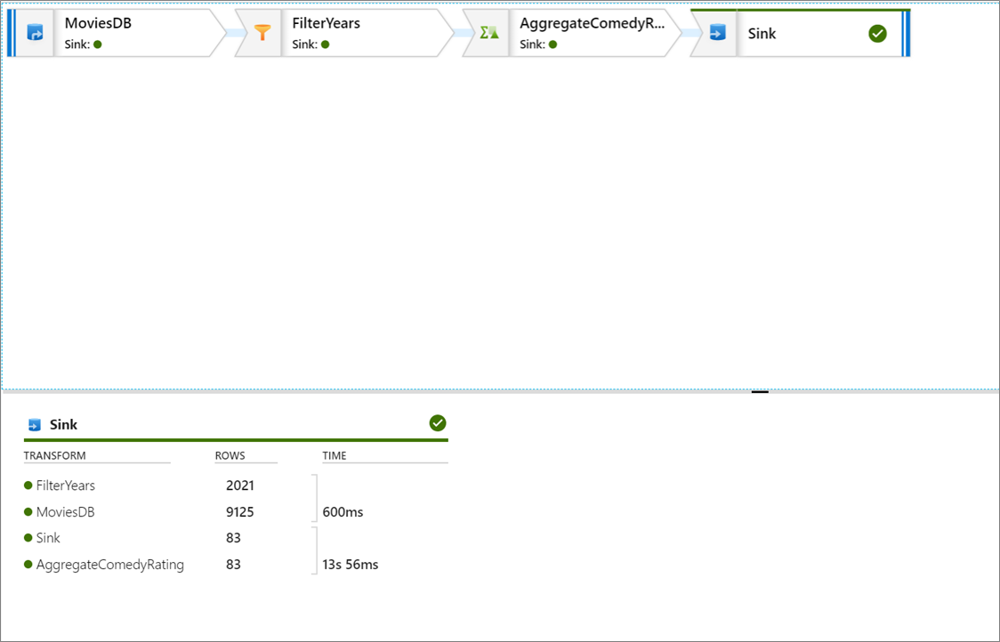 MoviesDB
Sink:
FilterYears
Sink:
AggregateComedyR...
Sink:
Sink
Sink
TRANSFORM ROWS TIME
FilterYears 2021
MoviesDB 9125 600ms
Sink 83
AggregateComedyRating 83 13s 56ms